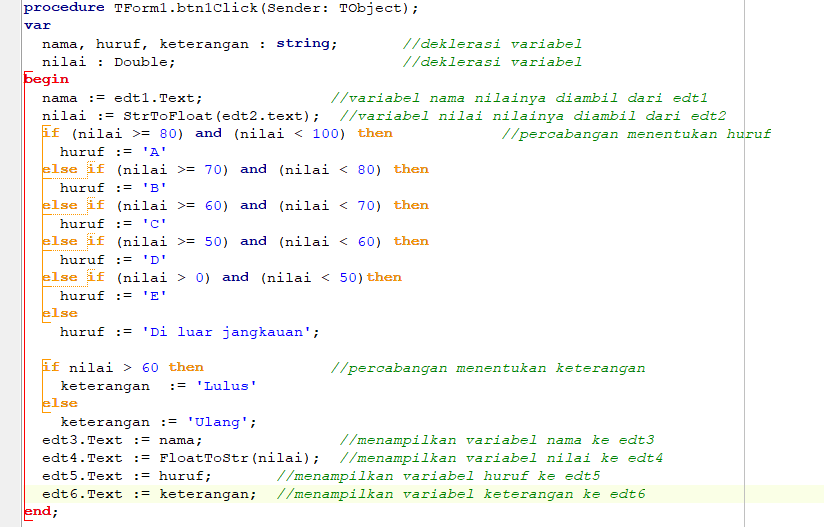 procedure TForm1.btn1Click(Sender: TObject);
var
  nama, huruf, keterangan : string;       //deklerasi variabel
  nilai : Double;                         //deklerasi variabel
begin
  nama := edt1.Text;              //variabel nama nilainya diambil dari edt1
  nilai := StrToFloat(edt2.text);  //variabel nilai nilainya diambil dari edt2
  if (nilai >= 80) and (nilai < 100) then            //percabangan menentukan huruf
    huruf := 'A'
  else if (nilai >= 70) and (nilai < 80) then
    huruf := 'B'
  else if (nilai >= 60) and (nilai < 70) then
    huruf := 'C'
  else if (nilai >= 50) and (nilai < 60) then
    huruf := 'D'
  else if (nilai > 0) and (nilai < 50)then
    huruf := 'E'
  else
    huruf := 'Di luar jangkauan';
  if nilai > 60 then              //percabangan menentukan keterangan
    keterangan  := 'Lulus'
  else
    keterangan := 'Ulang';
  edt3.Text := nama;               //menampilkan variabel nama ke edt3
  edt4.Text := FloatToStr(nilai);  //menampilkan variabel nilai ke edt4
  edt5.Text := huruf;       //menampilkan variabel huruf ke edt5
  edt6.Text := keterangan;  //menampilkan variabel keterangan ke edt6
end;